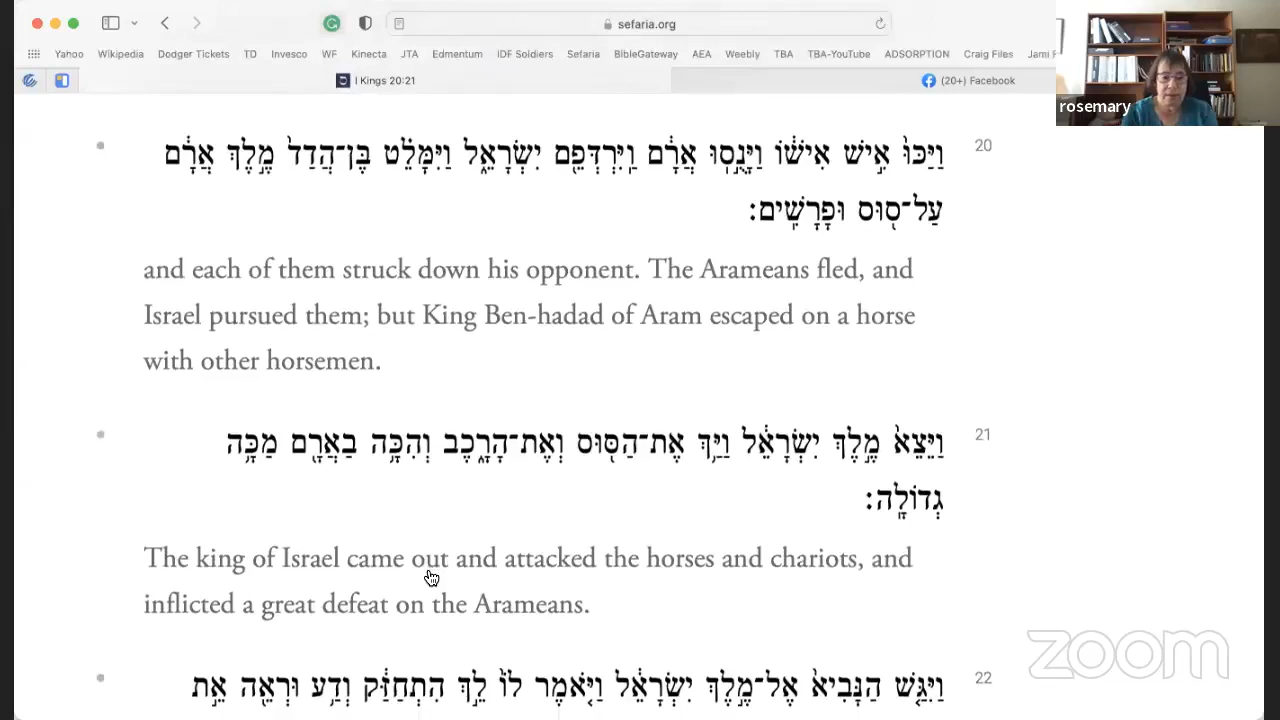 sefaria.org
Yahoo Wikipedia Dodger Tickets TD Invesco WF Kinecta JTA Edmentum IDF Soldiers Sefaria BibleGateway AEA Weebly TBA TBA-YouTube ADSORPTION Craig Files Jami F
I Kings 20:21
(20+) Facebook
rosemary
20
וַיַּכּוּ֙ אִ֣ישׁ אִישׁ֔וֹ וַיָּנֻ֣סוּ אֲרָ֔ם וַֽיִּרְדְּפֵ֖ם יִשְׂרָאֵ֑ל וַיִּמָּלֵ֗ט בֶּן־הֲדַד֙ מֶ֣לֶךְ אֲרָ֔ם
עַל־ס֖וּס וּפָרָשִֽׁים׃
and each of them struck down his opponent. The Arameans fled, and
Israel pursued them; but King Ben-hadad of Aram escaped on a horse
with other horsemen.
21
וַיֵּצֵא֙ מֶ֣לֶךְ יִשְׂרָאֵ֔ל וַיַּ֥ךְ אֶת־הַסּ֖וּס וְאֶת־הָרָ֑כֶב וְהִכָּ֥ה בַאֲרָ֖ם מַכָּ֥ה
גְדוֹלָֽה׃
The king of Israel came out and attacked the horses and chariots, and
inflicted a great defeat on the Arameans.
22
וַיִּגַּ֤שׁ הַנָּבִיא֙ אֶל־מֶ֣לֶךְ יִשְׂרָאֵ֔ל וַיֹּ֤אמֶר לוֹ֙ לֵ֣ךְ הִתְחַזַּ֔ק וְדַ֥ע וּרְאֵ֖ה אֵ֣ת
zoom